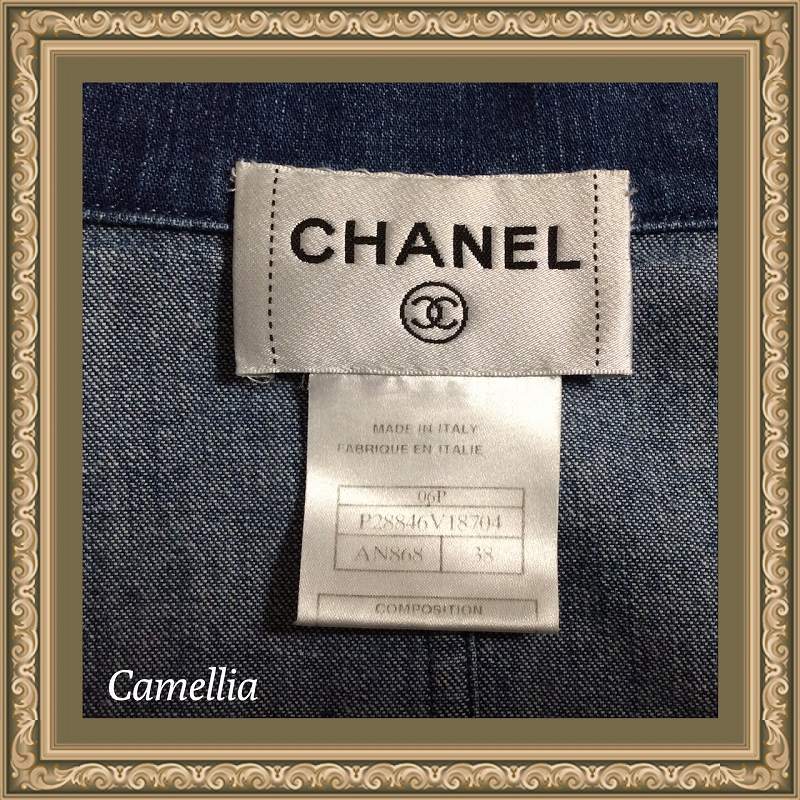 CHANEL
MADE IN ITALY
FABRIQUE EN ITALIE
06P
P28846V18704
AN868 38
COMPOSITION
Camellia